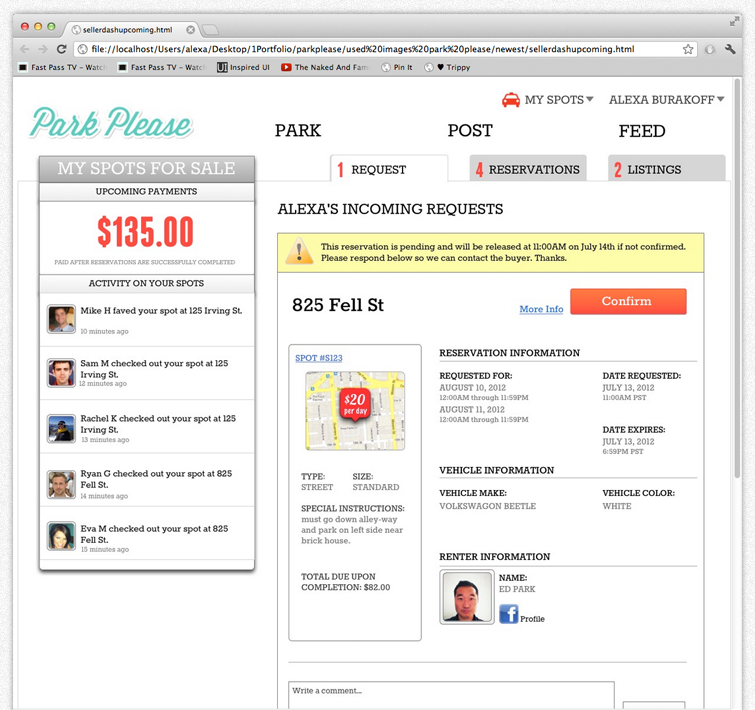 sellerdashupcoming.html
file://localhost/Users/alexa/Desktop/1Portfolio/parkplease/used%20images%20park%20please/newest/sellerdashupcoming.html
Fast Pass TV – Watch
Fast Pass TV – Watch
UJ Inspired UI
The Naked And Fam
Pin It
♥ Trippy
MY SPOTS
ALEXA BURAKOFF
Park Please
PARK
POST
FEED
1 REQUEST
4 RESERVATIONS
2 LISTINGS
MY SPOTS FOR SALE
UPCOMING PAYMENTS
$135.00
PAID AFTER RESERVATIONS ARE SUCCESSFULLY COMPLETED
ACTIVITY ON YOUR SPOTS
Mike H faved your spot at 125 Irving St.
10 minutes ago
Sam M checked out your spot at 125
Irving St.
12 minutes ago
Rachel K checked out your spot at 125
Irving St.
13 minutes ago
Ryan G checked out your spot at 825
Fell St.
14 minutes ago
Eva M checked out your spot at 825
Fell St.
15 minutes ago
ALEXA'S INCOMING REQUESTS
This reservation is pending and will be released at 11:00AM on July 14th if not confirmed.
Please respond below so we can contact the buyer. Thanks.
825 Fell St
More Info
Confirm
SPOT #S123
$20
per day
TYPE:
STREET
SIZE:
STANDARD
SPECIAL INSTRUCTIONS:
must go down alley-way
and park on left side near
brick house.
TOTAL DUE UPON
COMPLETION: $82.00
RESERVATION INFORMATION
REQUESTED FOR:
AUGUST 10, 2012
12:00AM through 11:59PM
AUGUST 11, 2012
12:00AM through 11:59PM
DATE REQUESTED:
JULY 13, 2012
11:00AM PST
DATE EXPIRES:
JULY 13, 2012
6:59PM PST
VEHICLE INFORMATION
VEHICLE MAKE:
VOLKSWAGON BEETLE
VEHICLE COLOR:
WHITE
RENTER INFORMATION
NAME:
ED PARK
f Profile
Write a comment...